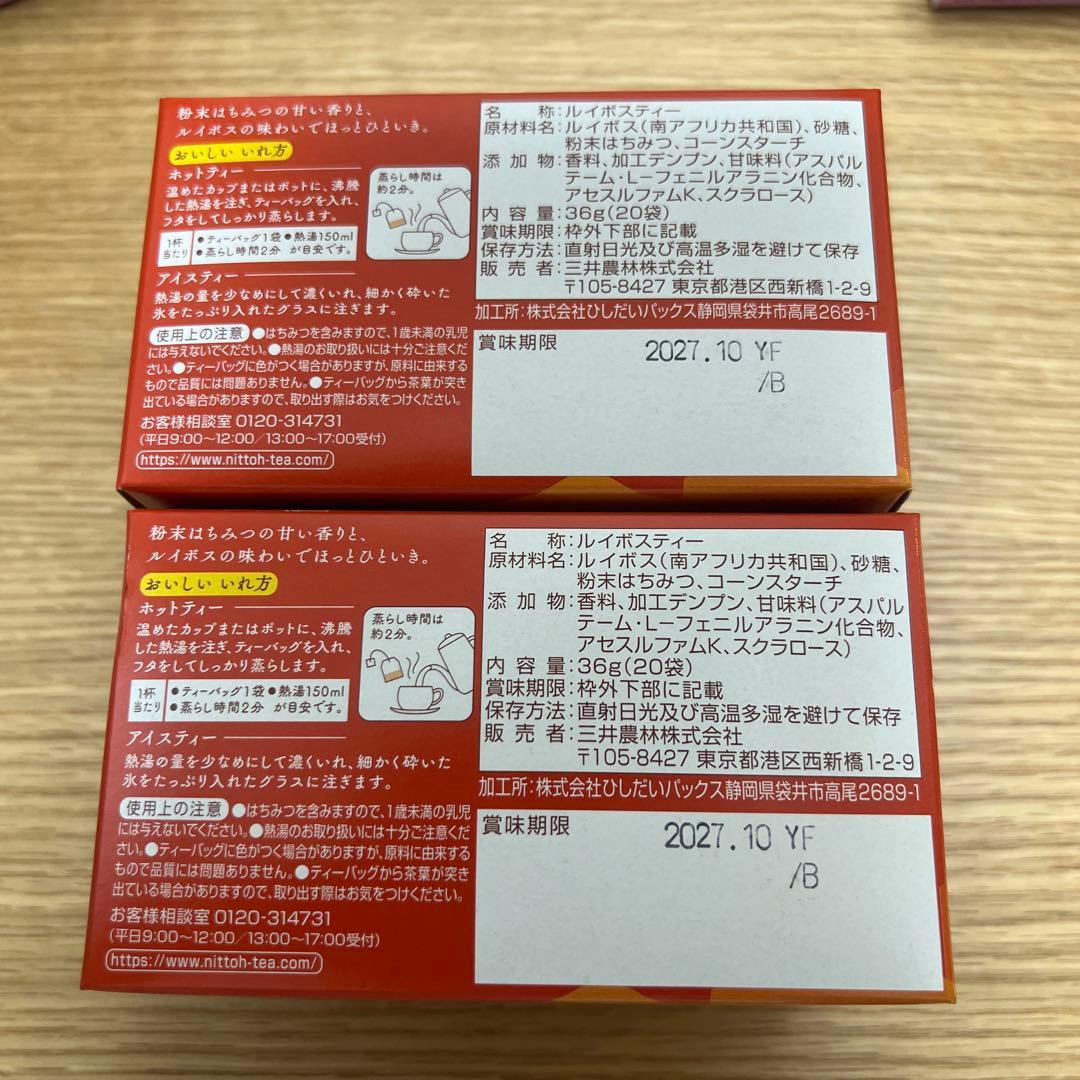 粉末はちみつの甘い香りと、
ルイボスの味わいでほっとひといき。
おいしい いれ方
ホットティー
温めたカップまたはポットに、沸騰
した熱湯を注ぎ、ティーバッグを入れ、
フタをしてしっかり蒸らします。
蒸らし時間は
約2分。
1杯
当たり
●ティーバッグ1袋 ●熱湯150ml
●蒸らし時間2分 が目安です。
アイスティー
熱湯の量を少なめにして濃くいれ、細かく砕いた
氷をたっぷり入れたグラスに注ぎます。
使用上の注意 ●はちみつを含みますので、1歳未満の乳児
には与えないでください。●熱湯のお取り扱いには十分ご注意くだ
さい。●ティーバッグに色がつく場合がありますが、原料に由来する
もので品質には問題ありません。●ティーバッグから茶葉が突き
出ている場合がありますので、取り出す際はお気をつけください。
お客様相談室 0120-314731
(平日9:00〜12:00/13:00〜17:00受付)
https://www.nittoh-tea.com/
名 称:ルイボスティー
原材料名:ルイボス(南アフリカ共和国)、砂糖、
粉末はちみつ、コーンスターチ
添 加 物:香料、加工デンプン、甘味料(アスパル
テーム・L-フェニルアラニン化合物、
アセスルファムK、スクラロース)
内 容 量:36g(20袋)
賞味期限:枠外下部に記載
保存方法:直射日光及び高温多湿を避けて保存
販 売 者:三井農林株式会社
〒105-8427 東京都港区西新橋1-2-9
加工所:株式会社ひしだいパックス静岡県袋井市高尾2689-1
賞味期限
2027.10 YF
/B
粉末はちみつの甘い香りと、
ルイボスの味わいでほっとひといき。
おいしい いれ方
ホットティー
温めたカップまたはポットに、沸騰
した熱湯を注ぎ、ティーバッグを入れ、
フタをしてしっかり蒸らします。
蒸らし時間は
約2分。
1杯
当たり
●ティーバッグ1袋 ●熱湯150ml
●蒸らし時間2分 が目安です。
アイスティー
熱湯の量を少なめにして濃くいれ、細かく砕いた
氷をたっぷり入れたグラスに注ぎます。
使用上の注意 ●はちみつを含みますので、1歳未満の乳児
には与えないでください。●熱湯のお取り扱いには十分ご注意くだ
さい。●ティーバッグに色がつく場合がありますが、原料に由来する
もので品質には問題ありません。●ティーバッグから茶葉が突き
出ている場合がありますので、取り出す際はお気をつけください。
お客様相談室 0120-314731
(平日9:00〜12:00/13:00〜17:00受付)
https://www.nittoh-tea.com/
名 称:ルイボスティー
原材料名:ルイボス(南アフリカ共和国)、砂糖、
粉末はちみつ、コーンスターチ
添 加 物:香料、加工デンプン、甘味料(アスパル
テーム・L-フェニルアラニン化合物、
アセスルファムK、スクラロース)
内 容 量:36g(20袋)
賞味期限:枠外下部に記載
保存方法:直射日光及び高温多湿を避けて保存
販 売 者:三井農林株式会社
〒105-8427 東京都港区西新橋1-2-9
加工所:株式会社ひしだいパックス静岡県袋井市高尾2689-1
賞味期限
2027.10 YF
/B